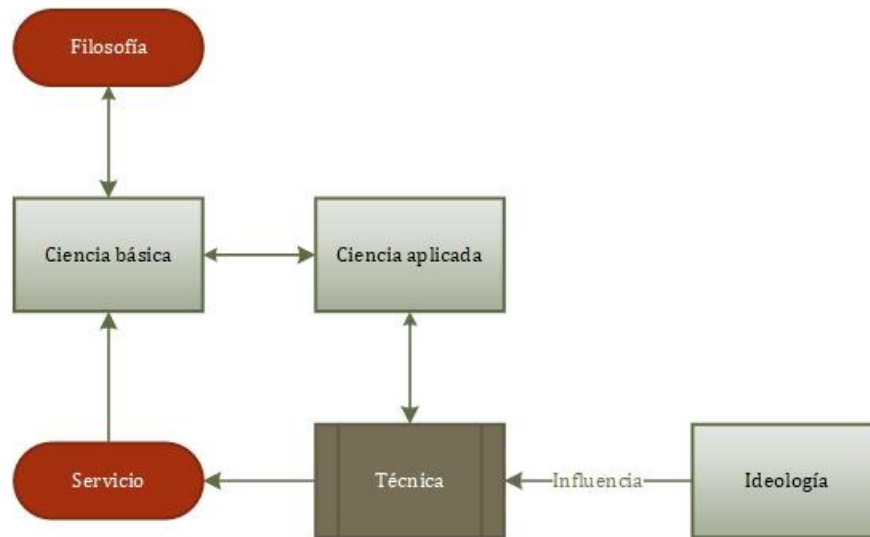 Filosofía
Ciencia básica
Ciencia aplicada
Servicio
Técnica
Influencia
Ideología